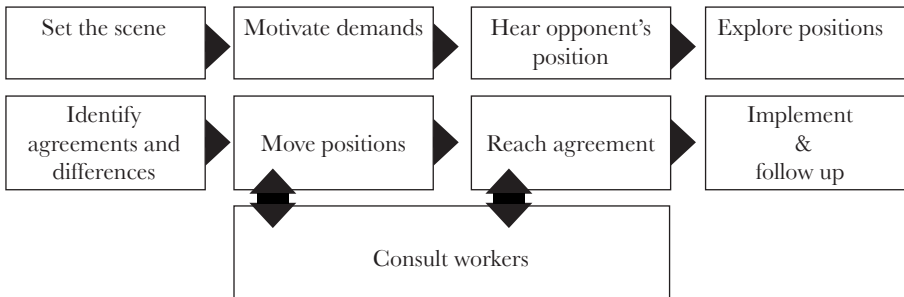 Set the scene
Motivate demands
Hear opponent’s
position
Explore positions
Identify
agreements and
differences
Move positions
Reach agreement
Implement
&
follow up
Consult workers